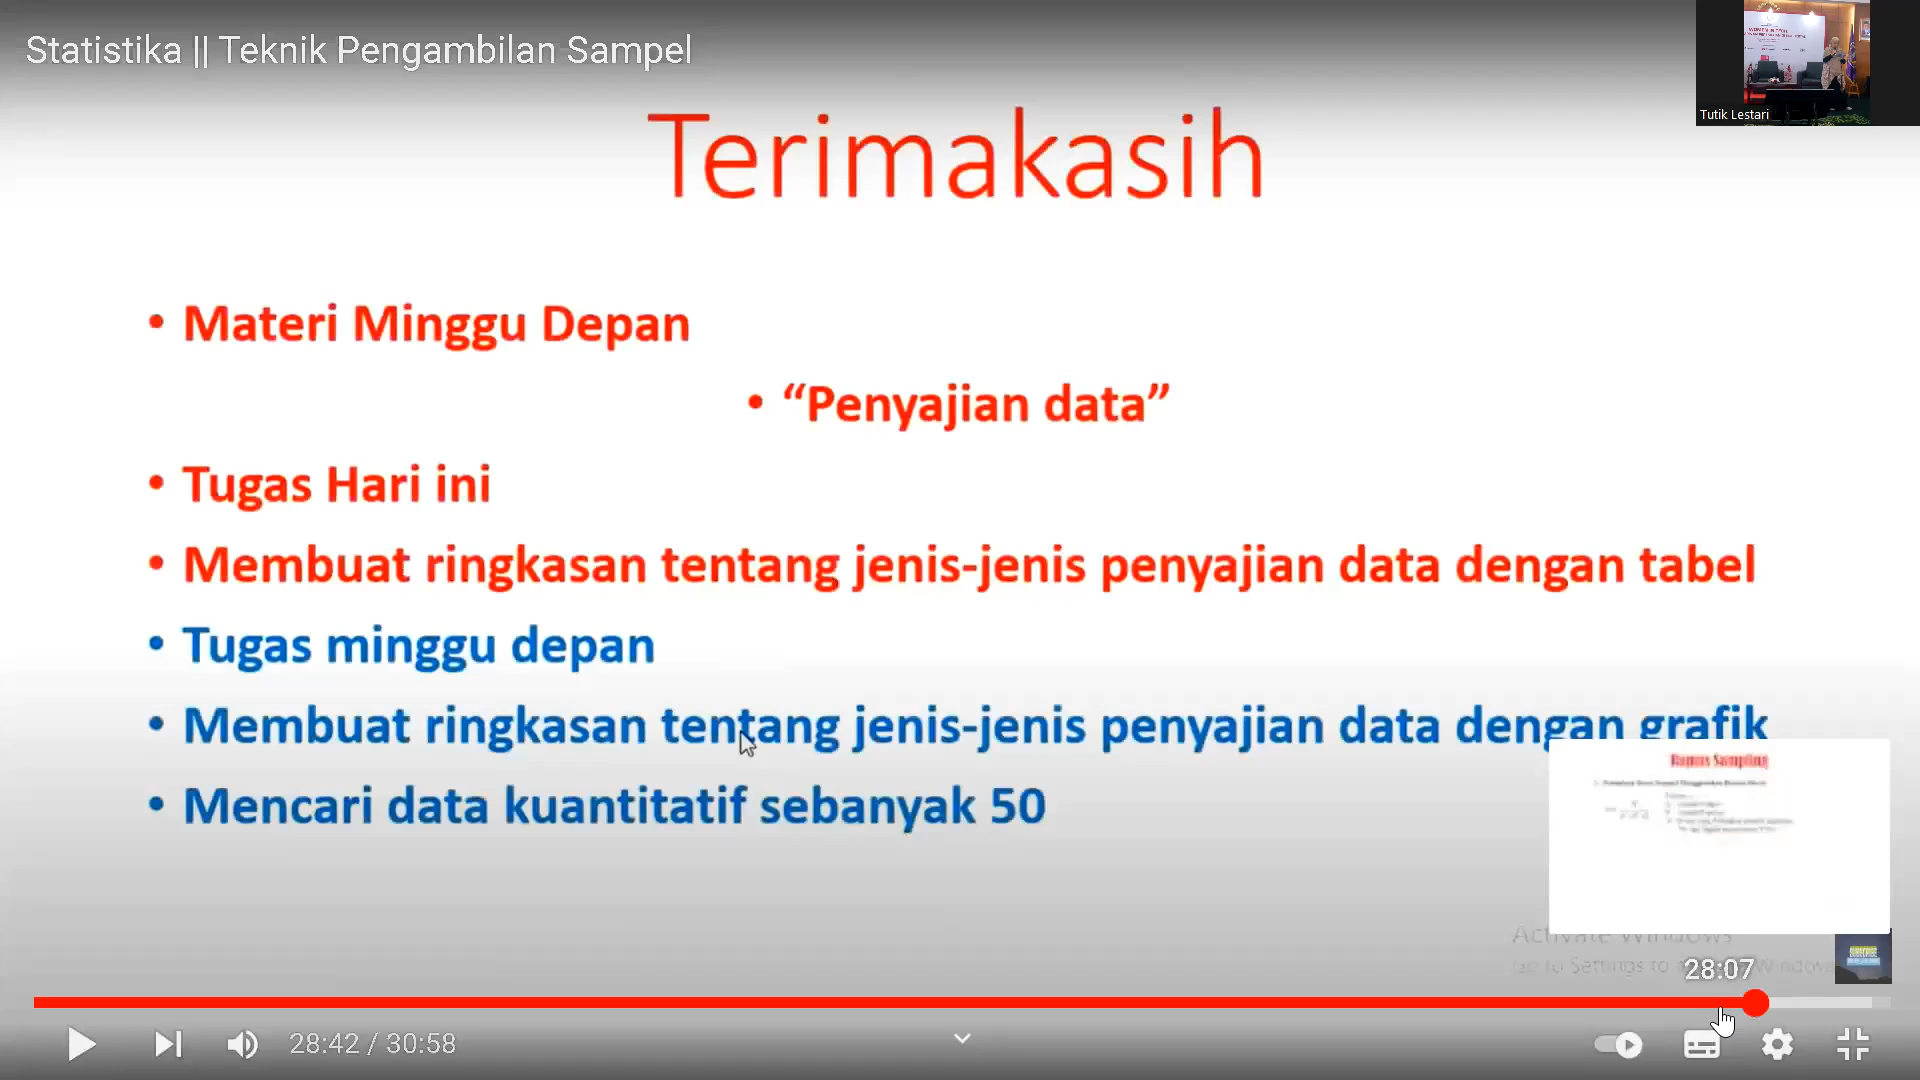 Statistika || Teknik Pengambilan Sampel
Tutik Lestari
Terimakasih
• Materi Minggu Depan
• “Penyajian data”
• Tugas Hari ini
• Membuat ringkasan tentang jenis-jenis penyajian data dengan tabel
• Tugas minggu depan
• Membuat ringkasan tentang jenis-jenis penyajian data dengan grafik
• Mencari data kuantitatif sebanyak 50
Rumus Sampling
Activate Windows
Go to Settings to
28:07
28:42 / 30:58